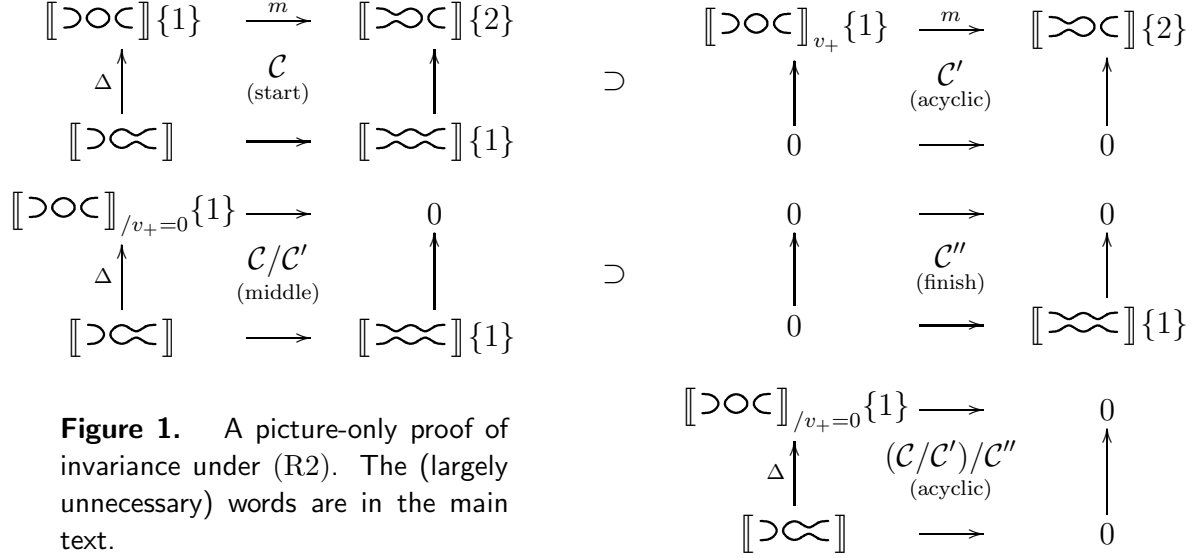 ⟦ ⟧{1} m ⟦ ⟧{2}
Δ C
(start)
⟦ ⟧ ⟦ ⟧{1}
⊃
⟦ ⟧v₊{1} m ⟦ ⟧{2}
C′
(acyclic)
0 0
⟦ ⟧/v₊=0{1} 0
Δ C/C′
(middle)
⟦ ⟧ ⟦ ⟧{1}
⊃
0 0
C″
(finish)
0 ⟦ ⟧{1}
Figure 1. A picture-only proof of
invariance under (R2). The (largely
unnecessary) words are in the main
text.
⟦ ⟧/v₊=0{1} 0
Δ (C/C′)/C″
(acyclic)
⟦ ⟧ 0